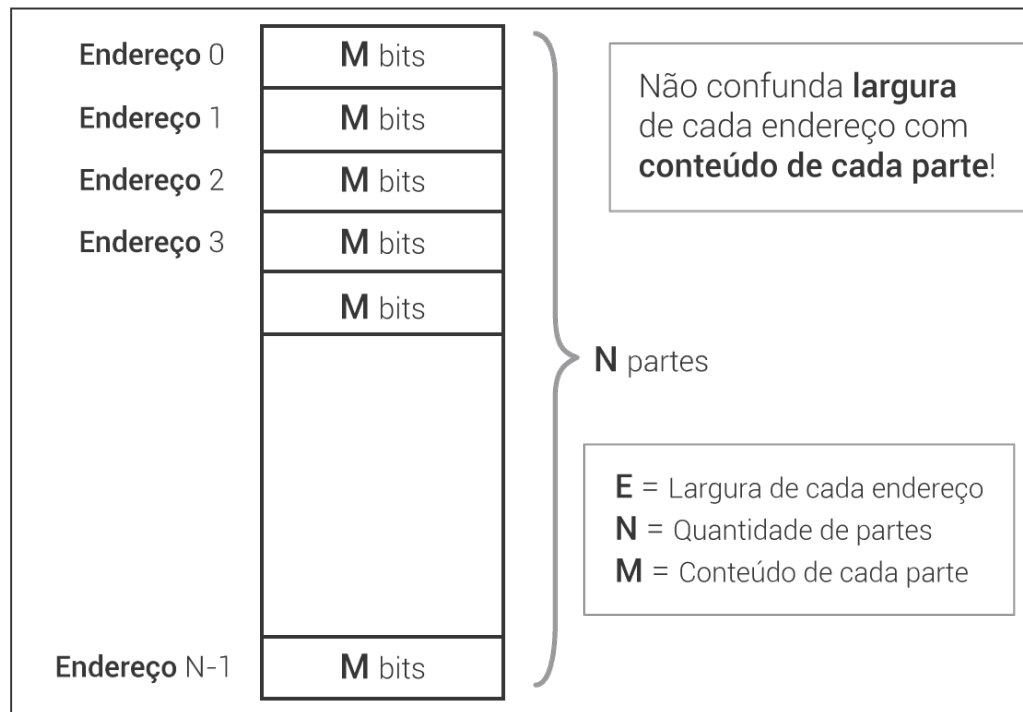 Endereço 0 M bits
Endereço 1 M bits
Endereço 2 M bits
Endereço 3 M bits
M bits
Endereço N-1 M bits
N partes
Não confunda largura
de cada endereço com
conteúdo de cada parte!
E = Largura de cada endereço
N = Quantidade de partes
M = Conteúdo de cada parte